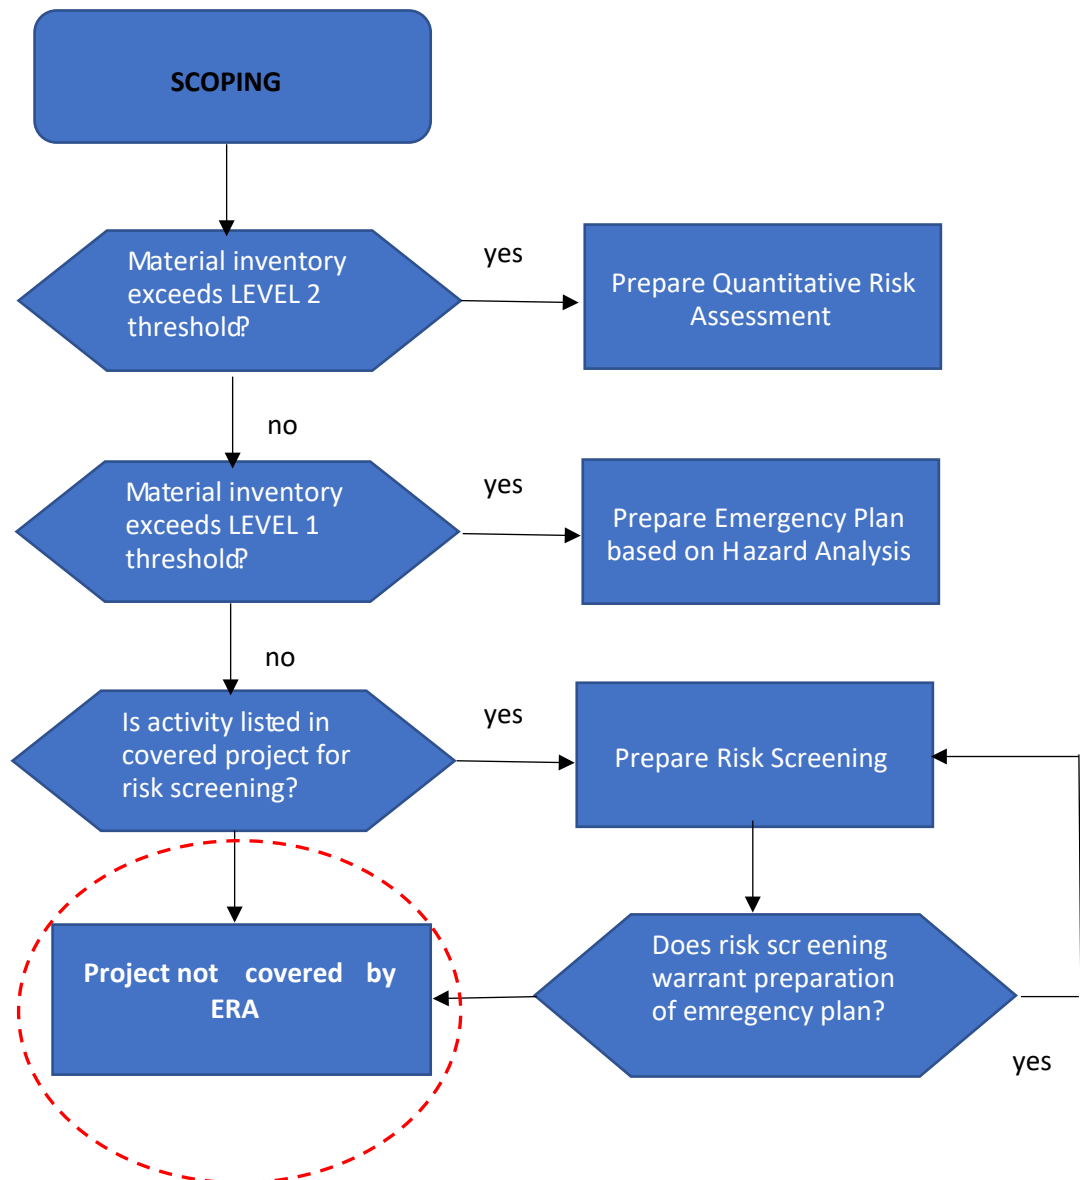 SCOPING
Material inventory
exceeds LEVEL 2
threshold?
yes
Prepare Quantitative Risk
Assessment
no
Material inventory
exceeds LEVEL 1
threshold?
yes
Prepare Emergency Plan
based on Hazard Analysis
no
Is activity listed in
covered project for
risk screening?
yes
Prepare Risk Screening
Project not covered by
ERA
Does risk scr eening
warrant preparation
of emregency plan?
yes